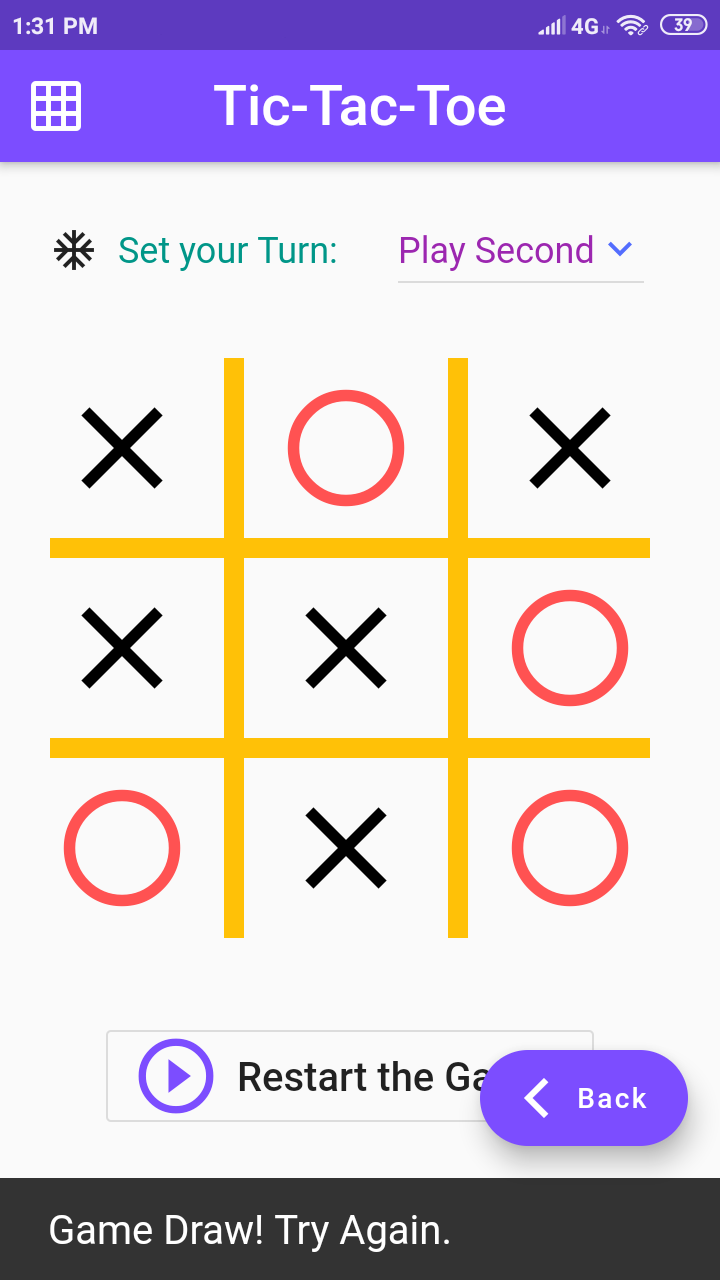 1:31 PM 4G 39
Tic-Tac-Toe
Set your Turn: Play Second
Restart the Ga
Back
Game Draw! Try Again.